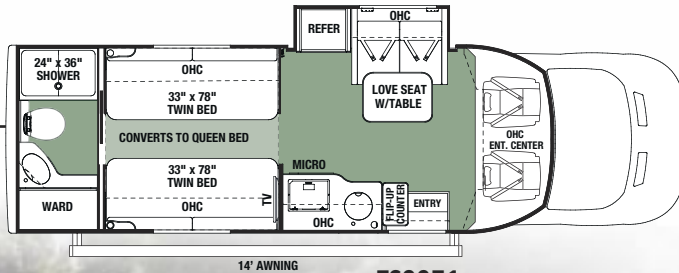 REFER
OHC
24" x 36"
SHOWER
OHC
33" x 78"
TWIN BED
LOVE SEAT
W/TABLE
CONVERTS TO QUEEN BED
OHC
ENT. CENTER
33" x 78"
TWIN BED
MICRO
TV
OHC
WARD
OHC
FLIP-UP
COUNTER
ENTRY
14' AWNING